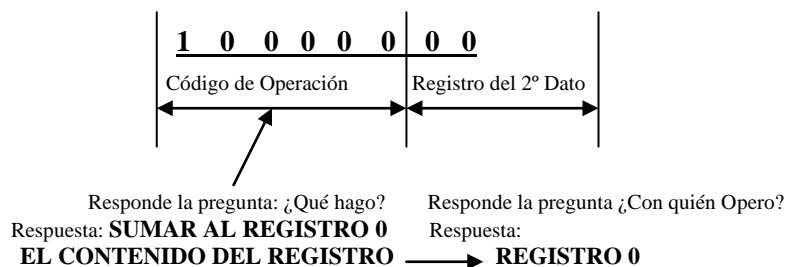 1 0 0 0 0 0 0 0
Código de Operación Registro del 2º Dato
Responde la pregunta: ¿Qué hago? Responde la pregunta ¿Con quién Opero?
Respuesta: SUMAR AL REGISTRO 0 Respuesta:
EL CONTENIDO DEL REGISTRO REGISTRO 0